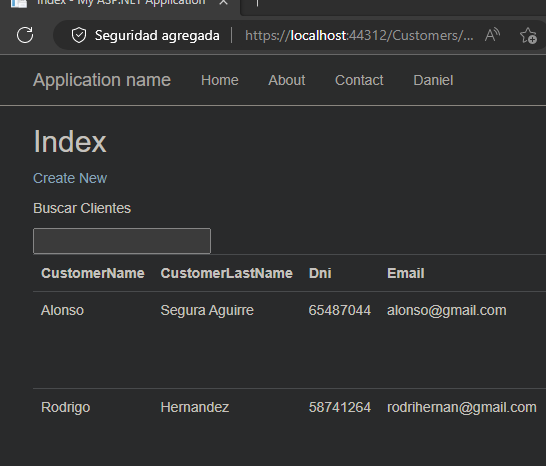 Index - My ASP.NET Application
Seguridad agregada https://localhost:44312/Customers/...
Application name Home About Contact Daniel
Index
Create New
Buscar Clientes
CustomerName CustomerLastName Dni Email
Alonso Segura Aguirre 65487044 alonso@gmail.com
Rodrigo Hernandez 58741264 rodrihernan@gmail.com